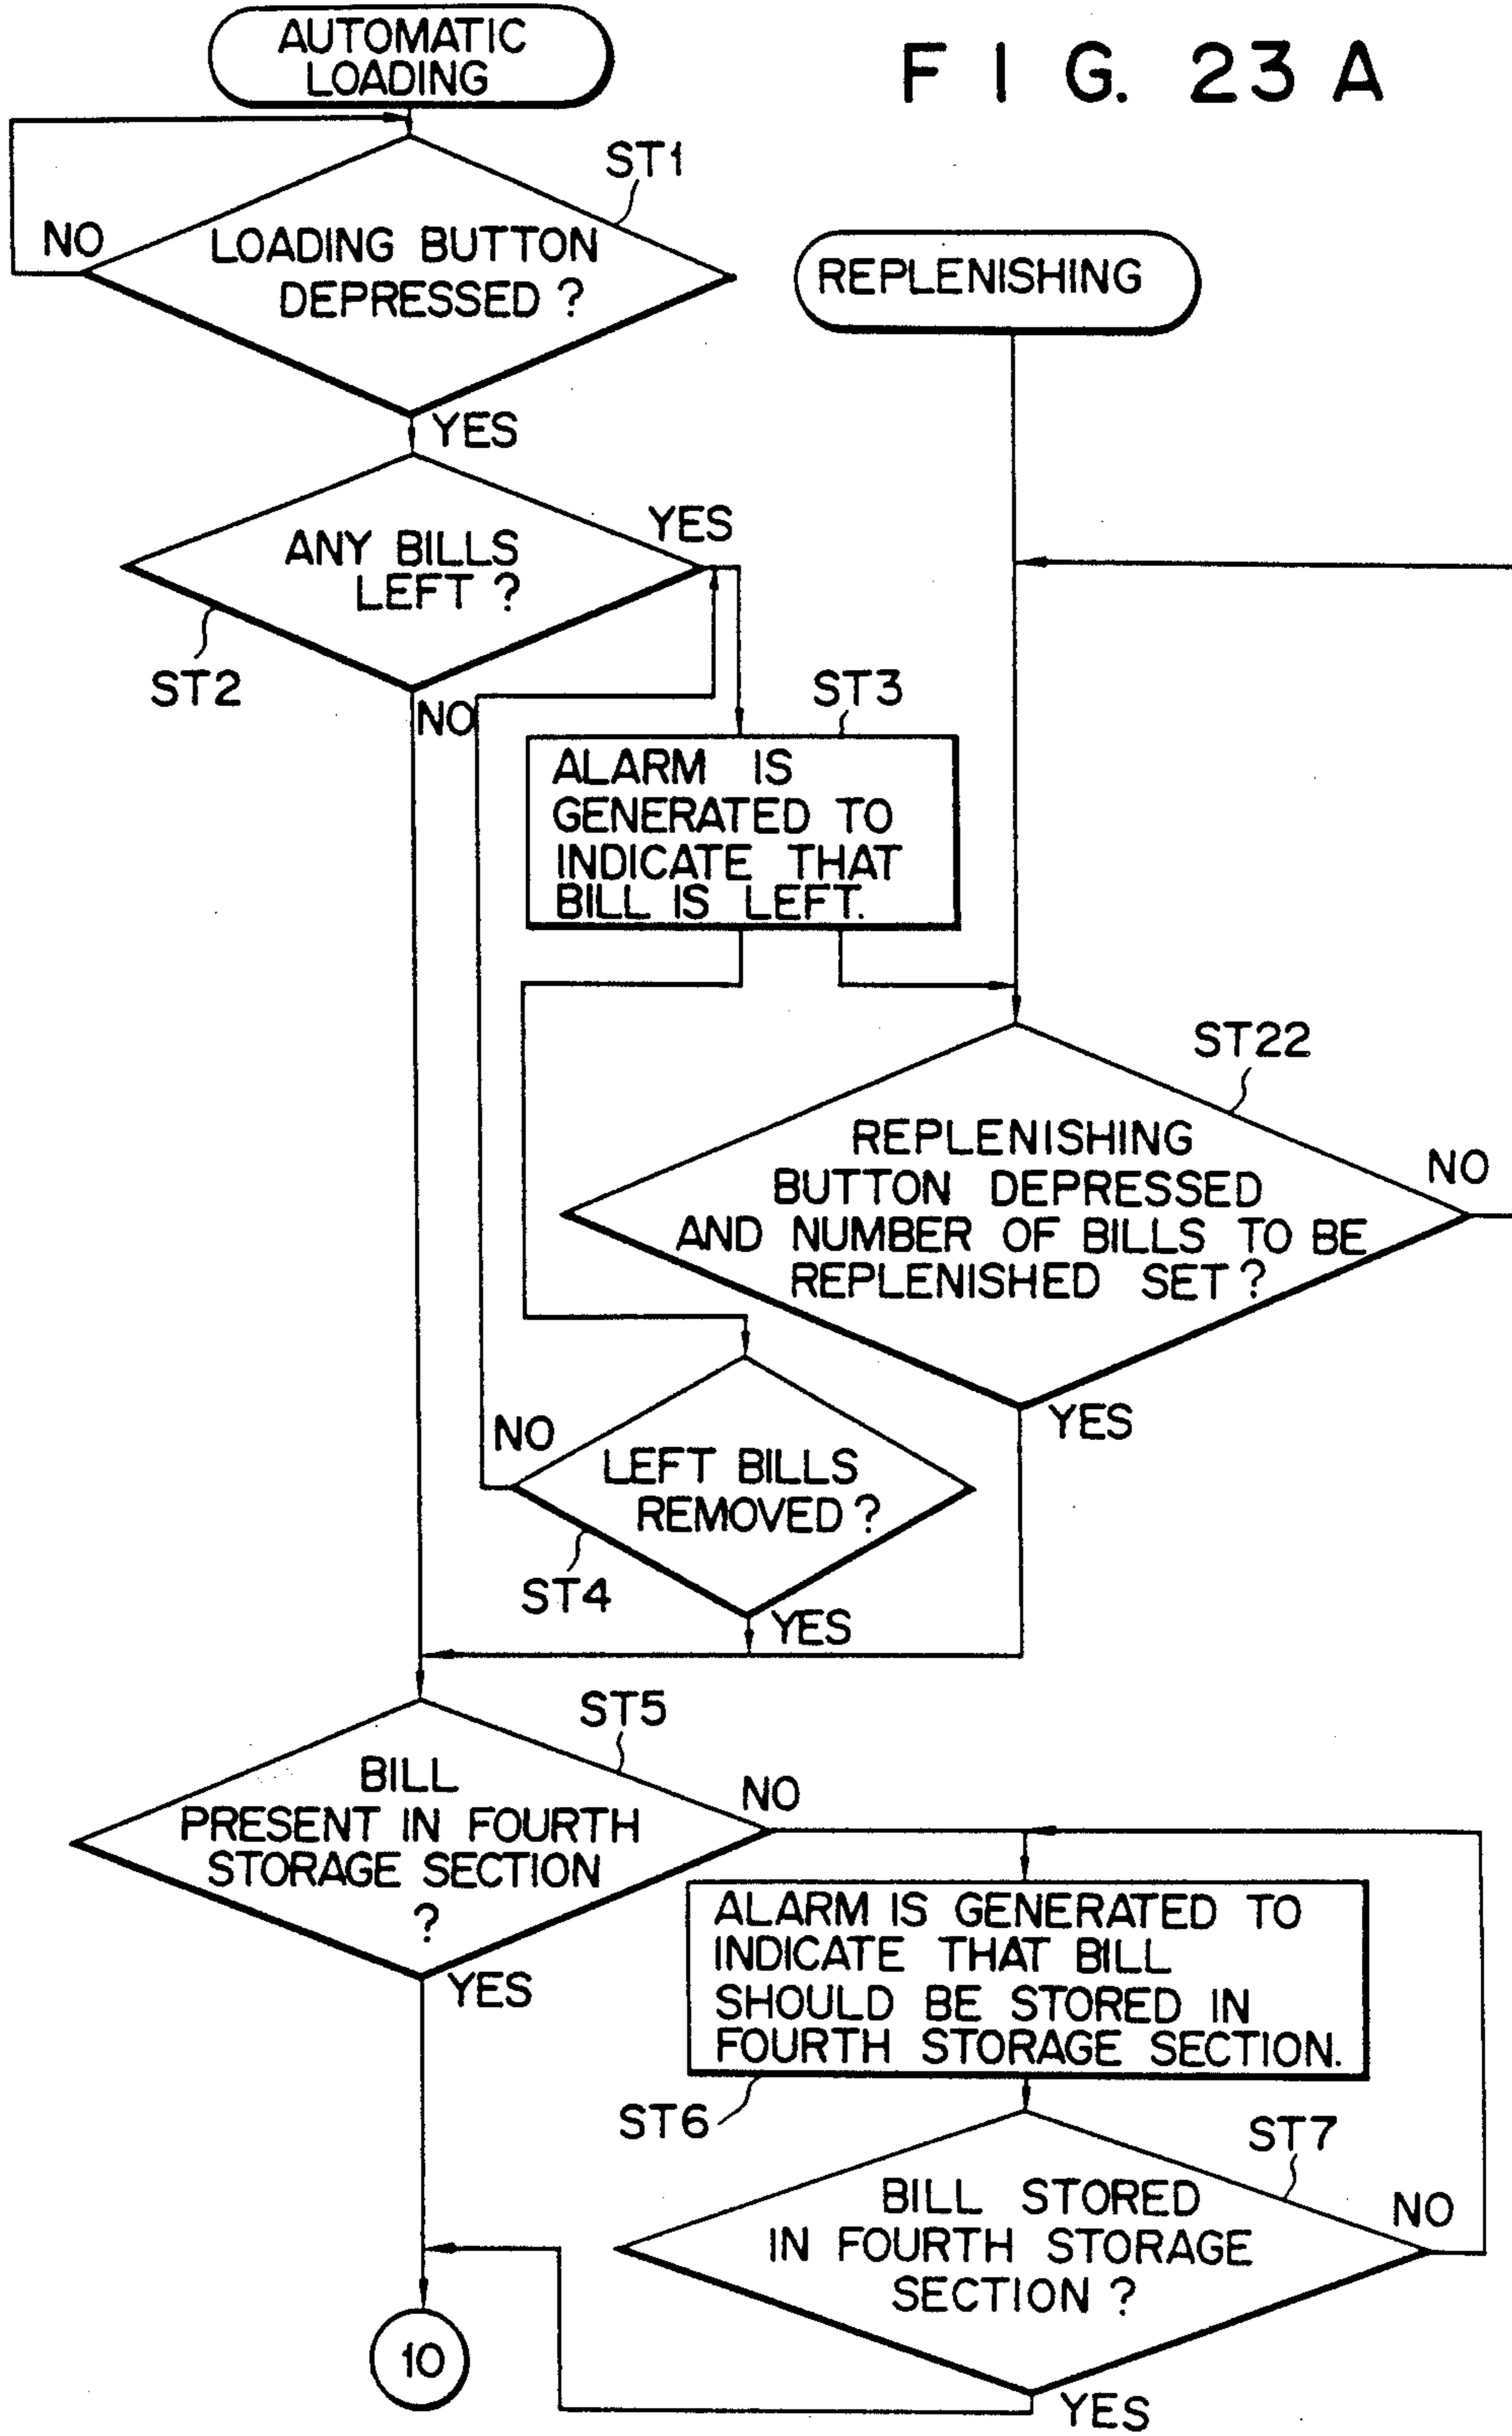 AUTOMATIC
LOADING
F I G. 23 A
ST1
NO
LOADING BUTTON
DEPRESSED ?
REPLENISHING
YES
YES
ANY BILLS
LEFT ?
ST2
NO
ST3
ALARM IS
GENERATED TO
INDICATE THAT
BILL IS LEFT.
ST22
REPLENISHING
BUTTON DEPRESSED
AND NUMBER OF BILLS TO BE
REPLENISHED SET ?
NO
YES
NO
LEFT BILLS
REMOVED ?
ST4
YES
ST5
BILL
PRESENT IN FOURTH
STORAGE SECTION
?
NO
YES
ALARM IS GENERATED TO
INDICATE THAT BILL
SHOULD BE STORED IN
FOURTH STORAGE SECTION.
ST6
ST7
BILL STORED
IN FOURTH STORAGE
SECTION ?
NO
YES
10